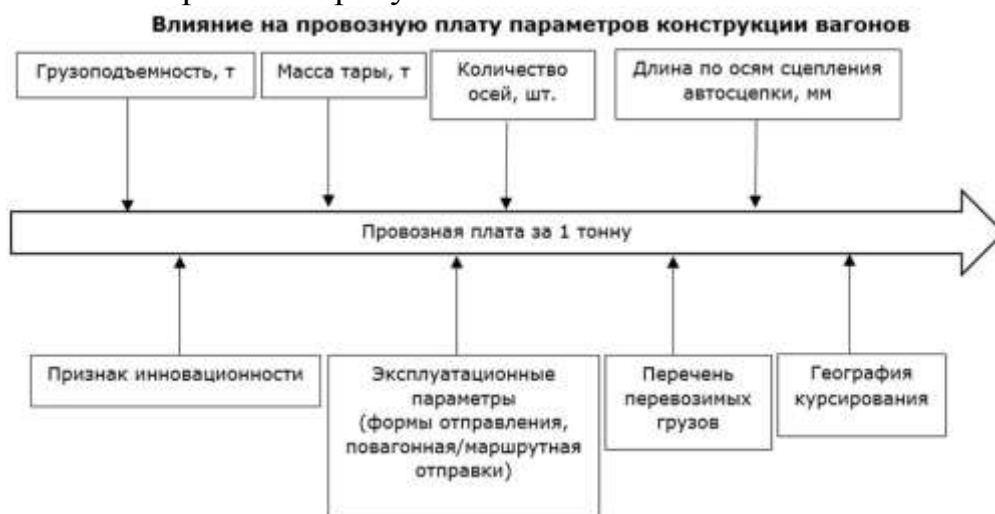 Влияние на провозную плату параметров конструкции вагонов
Грузоподъемность, т
Масса тары, т
Количество
осей, шт.
Длина по осям сцепления
автосцепки, мм
Провозная плата за 1 тонну
Признак инновационности
Эксплуатационные
параметры
(формы отправления,
повагонная/маршрутная
отправки)
Перечень
перевозимых
грузов
География
курсирования